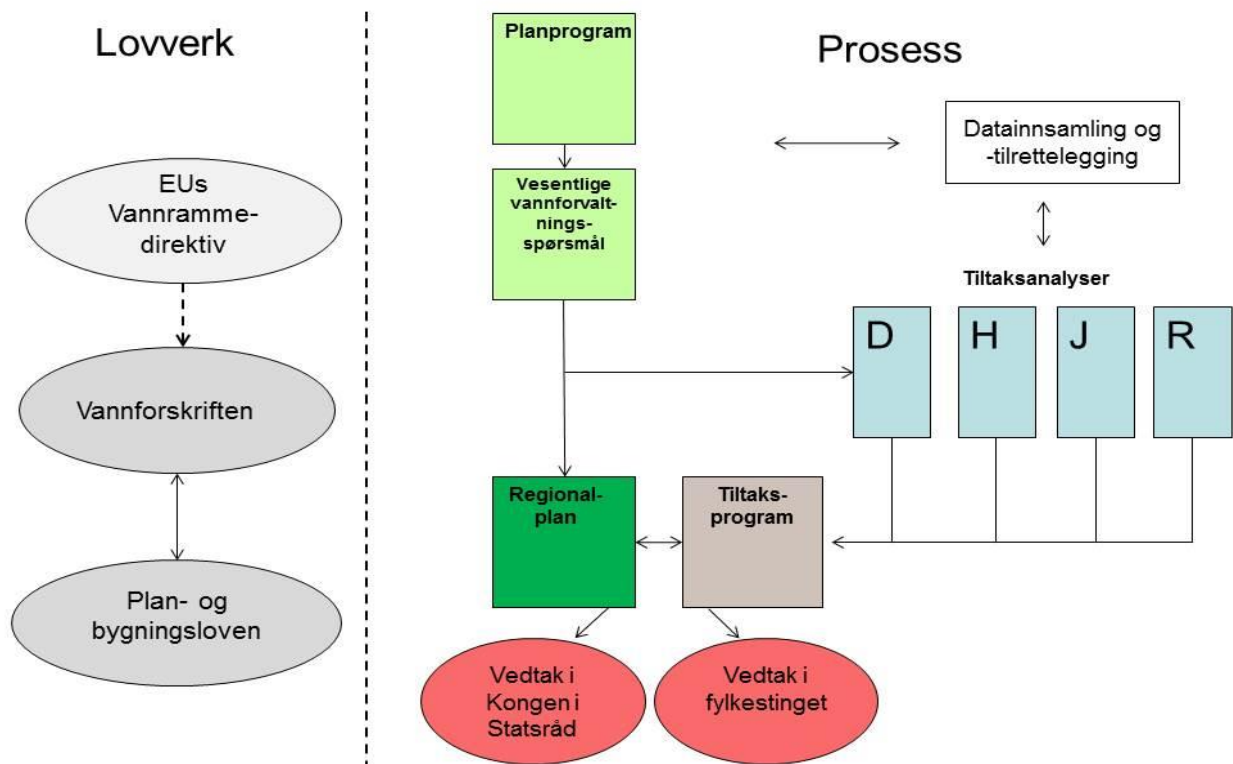 Lovverk
EUs
Vannramme-
direktiv
Vannforskriften
Plan- og
bygningsloven
Prosess
Planprogram
Vesentlige
vannforvalt-
nings-
spørsmål
Datainnsamling og
-tilrettelegging
Tiltaksanalyser
D
H
J
R
Regional-
plan
Tiltaks-
program
Vedtak i
Kongen i
Statsråd
Vedtak i
fylkestinget